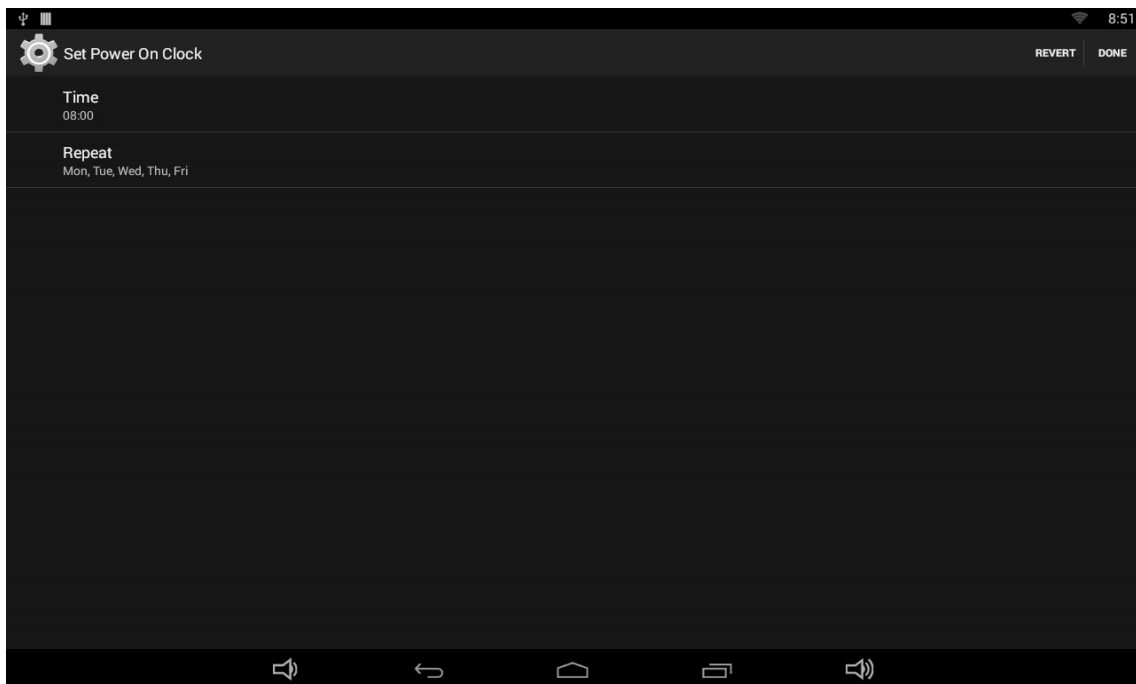 8:51
Set Power On Clock
REVERT
DONE
Time
08:00
Repeat
Mon, Tue, Wed, Thu, Fri